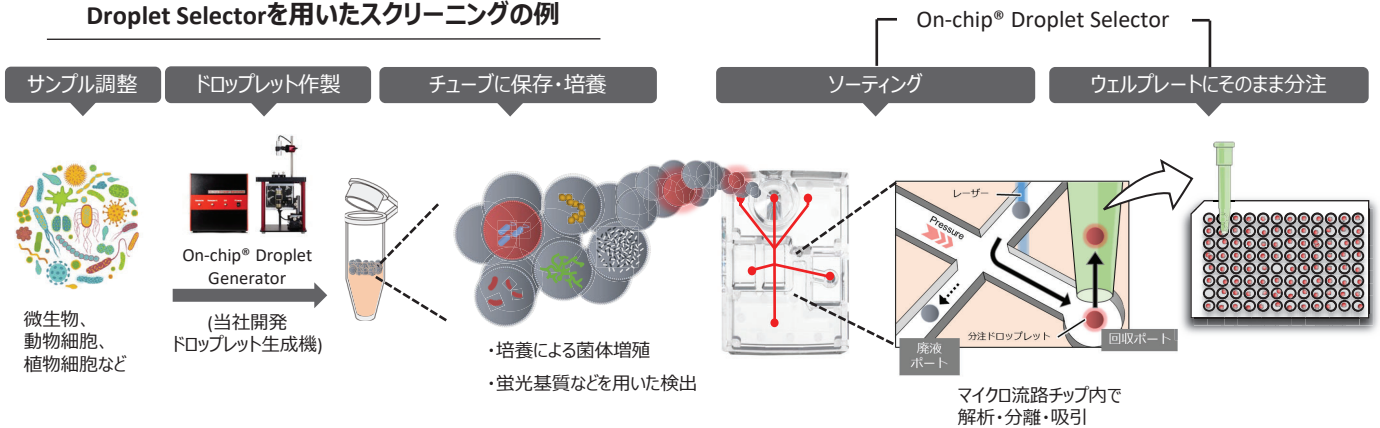 Droplet Selectorを用いたスクリーニングの例
On-chip® Droplet Selector
サンプル調整
ドロップレット作製
チューブに保存・培養
ソーティング
ウェルプレートにそのまま分注
On-chip® Droplet
Generator
(当社開発
ドロップレット生成機)
微生物、
動物細胞、
植物細胞など
・培養による菌体増殖
・蛍光基質などを用いた検出
レーザー
Pressure
分注ドロップレット
回収ポート
廃液
ポート
マイクロ流路チップ内で
解析・分離・吸引